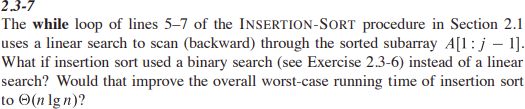 2.3-7
The while loop of lines 5–7 of the INSERTION-SORT procedure in Section 2.1
uses a linear search to scan (backward) through the sorted subarray A[1 : j − 1].
What if insertion sort used a binary search (see Exercise 2.3-6) instead of a linear
search? Would that improve the overall worst-case running time of insertion sort
to Θ(n lg n)?